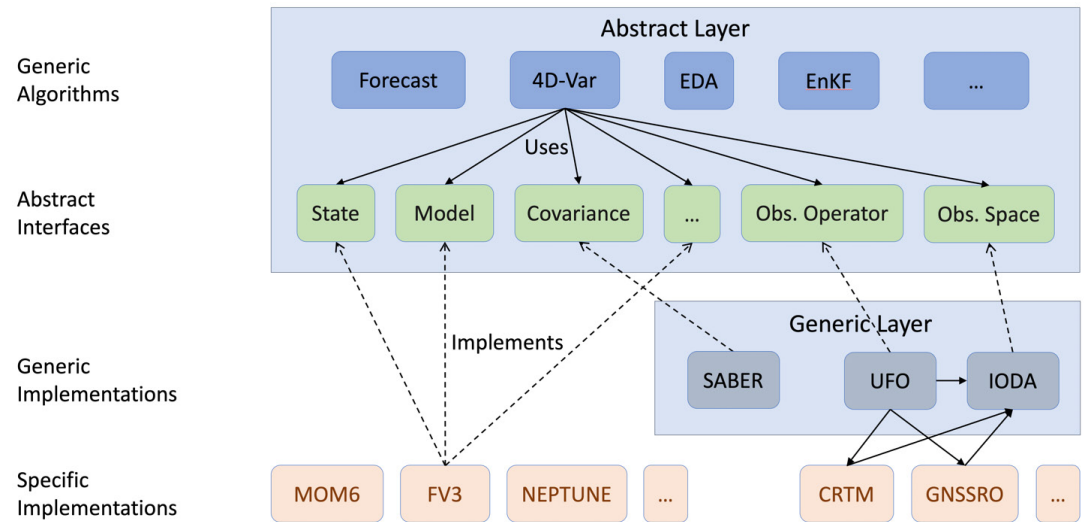 Abstract Layer
Generic
Algorithms
Forecast
4D-Var
EDA
EnKF
...
Uses
Abstract
Interfaces
State
Model
Covariance
...
Obs. Operator
Obs. Space
Generic Layer
Implements
Generic
Implementations
SABER
UFO
IODA
Specific
Implementations
MOM6
FV3
NEPTUNE
...
CRTM
GNSSRO
...